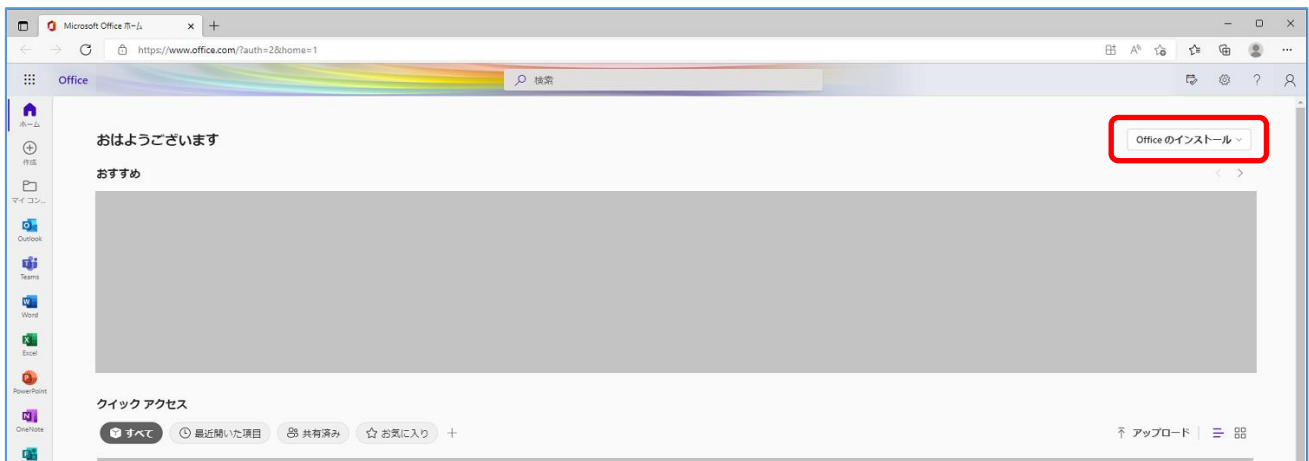 Microsoft Office ホーム
https://www.office.com/?auth=2&home=1
Office
検索
ホーム
作成
マイ コン...
Outlook
Teams
Word
Excel
PowerPoint
OneNote
おはようございます
Office のインストール
おすすめ
クイック アクセス
すべて 最近開いた項目 共有済み お気に入り
アップロード